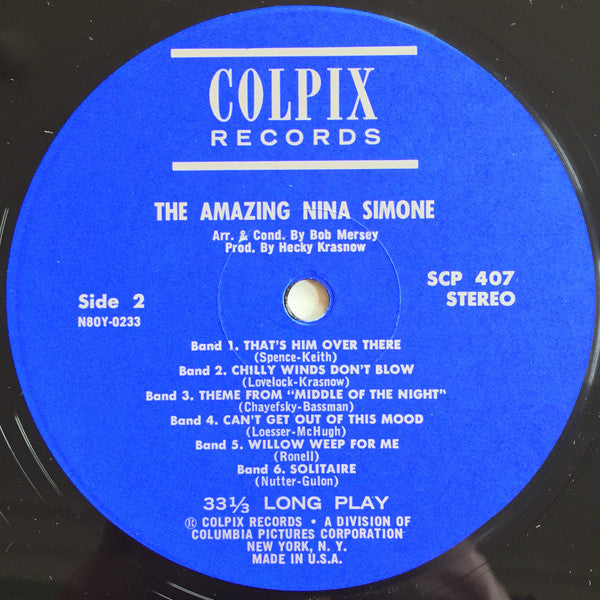 COLPIX
RECORDS
THE AMAZING NINA SIMONE
Arr. & Cond. By Bob Mersey
Prod. By Hecky Krasnow
SCP 407
STEREO
Side 2
N80Y-0233
Band 1. THAT'S HIM OVER THERE
(Spence-Keith)
Band 2. CHILLY WINDS DON'T BLOW
(Lovelock-Krasnow)
Band 3. THEME FROM "MIDDLE OF THE NIGHT"
(Chayefsky-Bassman)
Band 4. CAN'T GET OUT OF THIS MOOD
(Loesser-McHugh)
Band 5. WILLOW WEEP FOR ME
(Ronell)
Band 6. SOLITAIRE
(Nutter-Gulon)
33⅓ LONG PLAY
Ⓡ COLPIX RECORDS • A DIVISION OF
COLUMBIA PICTURES CORPORATION
NEW YORK, N. Y.
MADE IN U.S.A.